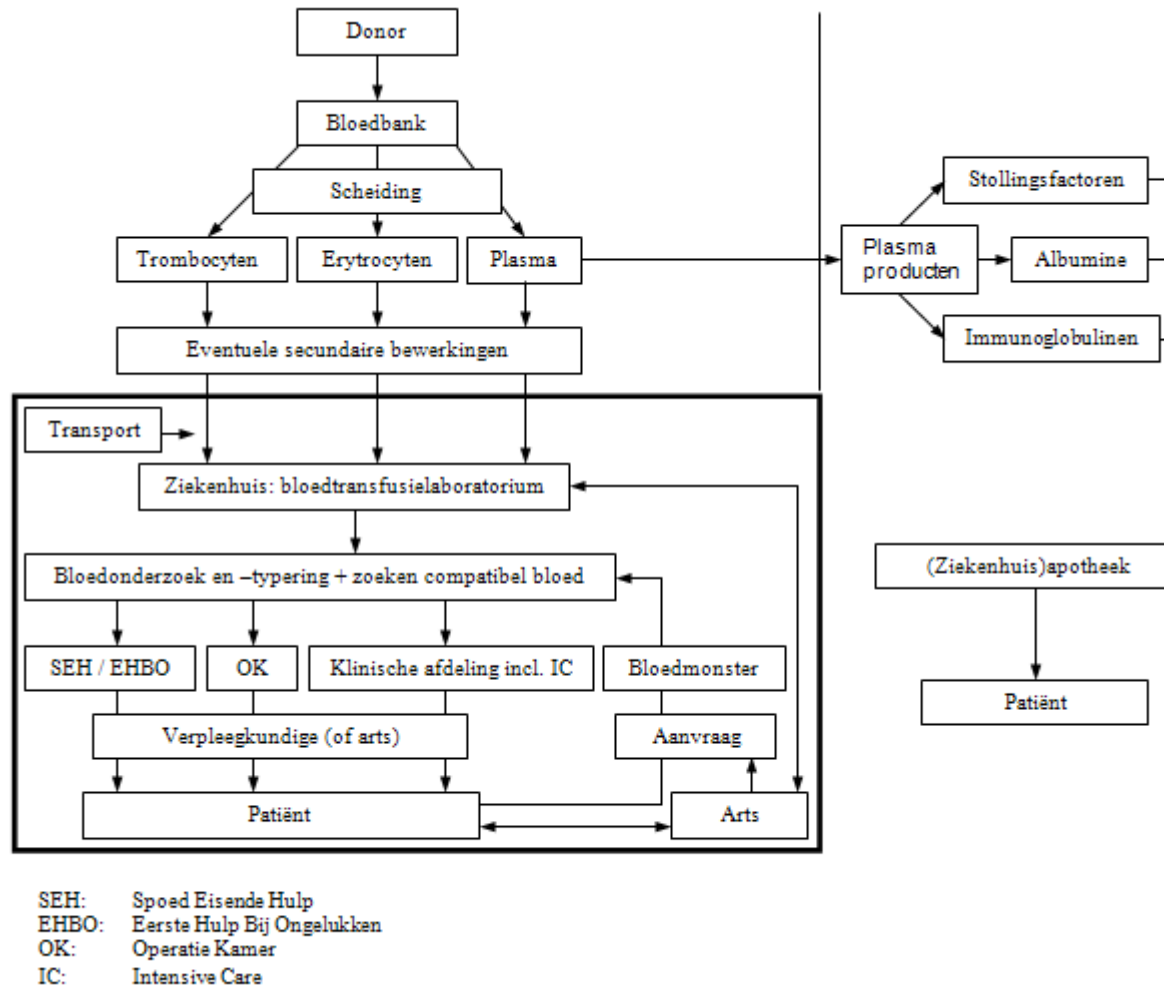 Donor
Bloedbank
Scheiding
Trombocyten
Erytrocyten
Plasma
Plasma
producten
Stollingsfactoren
Albumine
Immunoglobulinen
Eventuele secundaire bewerkingen
Transport
Ziekenhuis: bloedtransfusielaboratorium
Bloedonderzoek en –typering + zoeken compatibel bloed
(Ziekenhuis)apotheek
SEH / EHBO
OK
Klinische afdeling incl. IC
Bloedmonster
Patiënt
Verpleegkundige (of arts)
Aanvraag
Patiënt
Arts
SEH: Spoed Eisende Hulp
EHBO: Eerste Hulp Bij Ongelukken
OK: Operatie Kamer
IC: Intensive Care